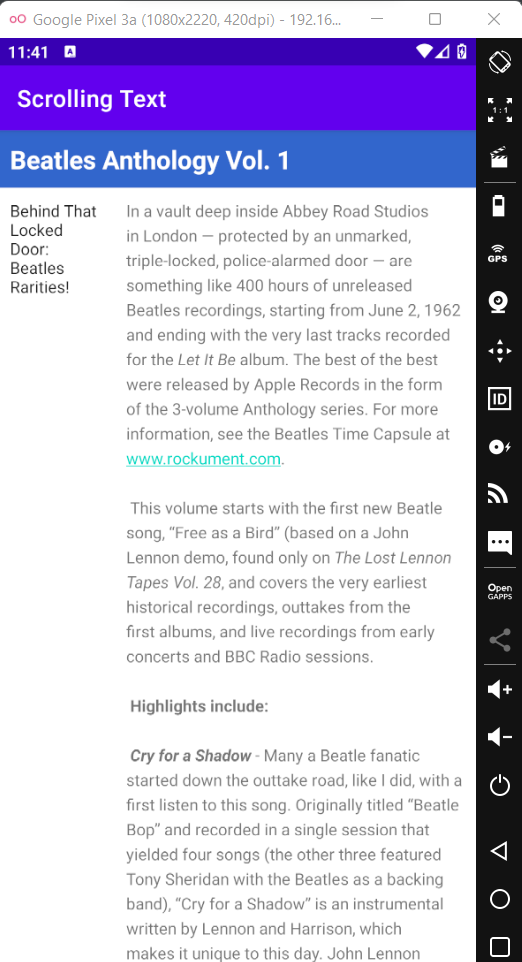 Google Pixel 3a (1080x2220, 420dpi) - 192.16...
11:41
A
Scrolling Text
Beatles Anthology Vol. 1
Behind That
Locked
Door:
Beatles
Rarities!
In a vault deep inside Abbey Road Studios
in London — protected by an unmarked,
triple-locked, police-alarmed door — are
something like 400 hours of unreleased
Beatles recordings, starting from June 2, 1962
and ending with the very last tracks recorded
for the Let It Be album. The best of the best
were released by Apple Records in the form
of the 3-volume Anthology series. For more
information, see the Beatles Time Capsule at
www.rockument.com.
This volume starts with the first new Beatle
song, “Free as a Bird” (based on a John
Lennon demo, found only on The Lost Lennon
Tapes Vol. 28, and covers the very earliest
historical recordings, outtakes from the
first albums, and live recordings from early
concerts and BBC Radio sessions.
Highlights include:
Cry for a Shadow - Many a Beatle fanatic
started down the outtake road, like I did, with a
first listen to this song. Originally titled “Beatle
Bop” and recorded in a single session that
yielded four songs (the other three featured
Tony Sheridan with the Beatles as a backing
band), “Cry for a Shadow” is an instrumental
written by Lennon and Harrison, which
makes it unique to this day. John Lennon
1:1
GPS
ID
Open
GAPPS